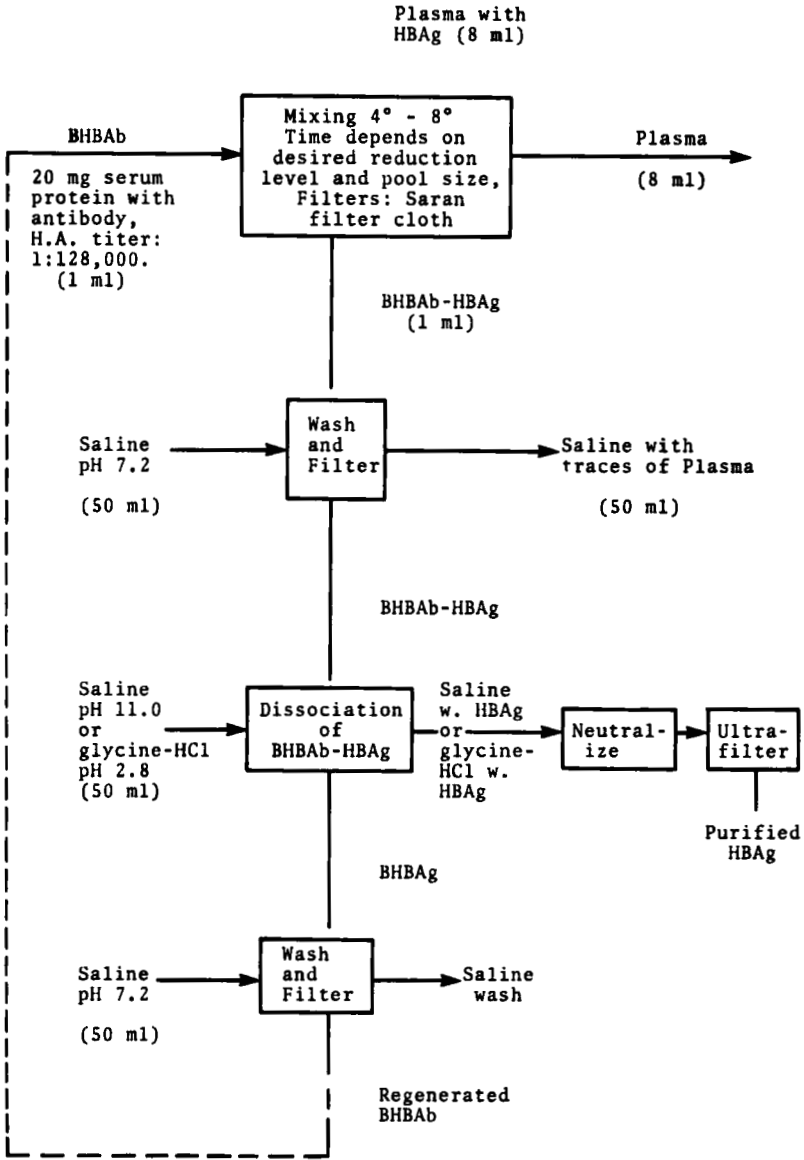 Plasma with
HBAg (8 ml)
BHBAb
20 mg serum
protein with
antibody,
H.A. titer:
1:128,000.
(1 ml)
Mixing 4° - 8°
Time depends on
desired reduction
level and pool size,
Filters: Saran
filter cloth
Plasma
(8 ml)
BHBAb-HBAg
(1 ml)
Saline
pH 7.2
(50 ml)
Wash
and
Filter
Saline with
traces of Plasma
(50 ml)
BHBAb-HBAg
Saline
pH 11.0
or
glycine-HCl
pH 2.8
(50 ml)
Dissociation
of
BHBAb-HBAg
Saline
w. HBAg
or
glycine-
HCl w.
HBAg
Neutral-
ize
Ultra-
filter
Purified
HBAg
BHBAg
Saline
pH 7.2
(50 ml)
Wash
and
Filter
Saline
wash
Regenerated
BHBAb